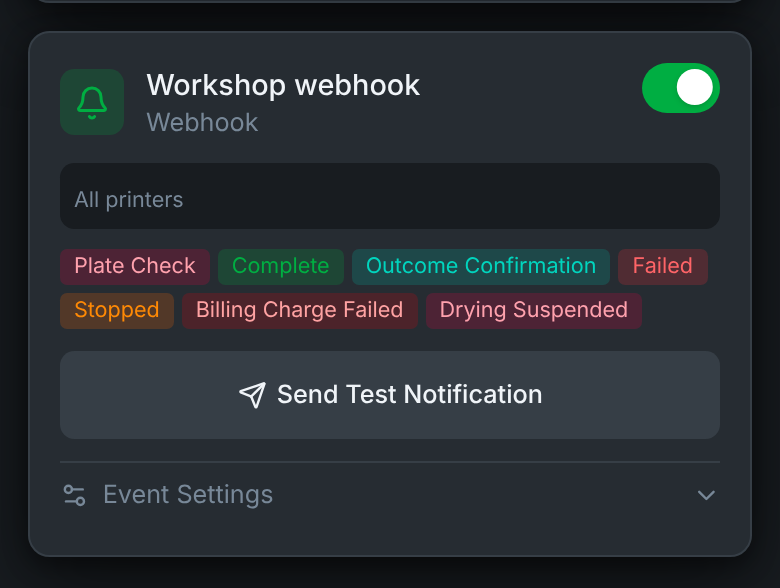 Workshop webhook
Webhook
All printers
Plate Check Complete Outcome Confirmation Failed
Stopped Billing Charge Failed Drying Suspended
Send Test Notification
Event Settings